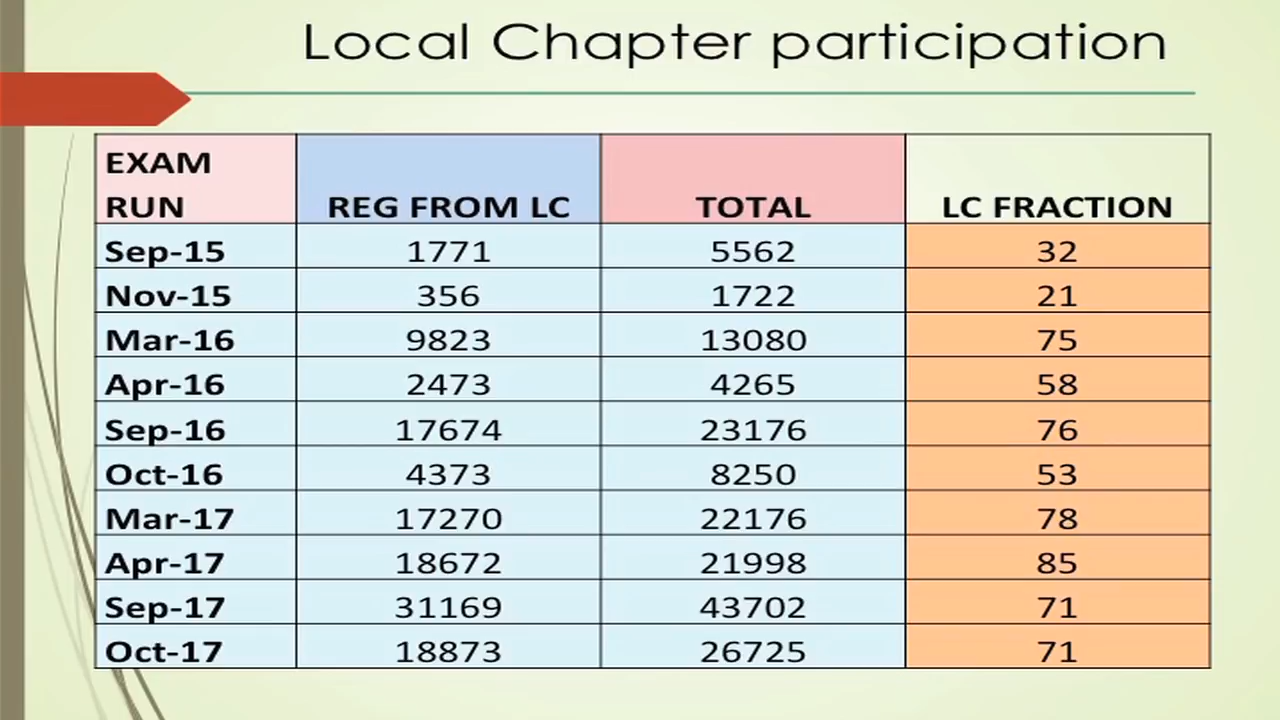 Local Chapter participation
EXAM
RUN REG FROM LC TOTAL LC FRACTION
Sep-15 1771 5562 32
Nov-15 356 1722 21
Mar-16 9823 13080 75
Apr-16 2473 4265 58
Sep-16 17674 23176 76
Oct-16 4373 8250 53
Mar-17 17270 22176 78
Apr-17 18672 21998 85
Sep-17 31169 43702 71
Oct-17 18873 26725 71